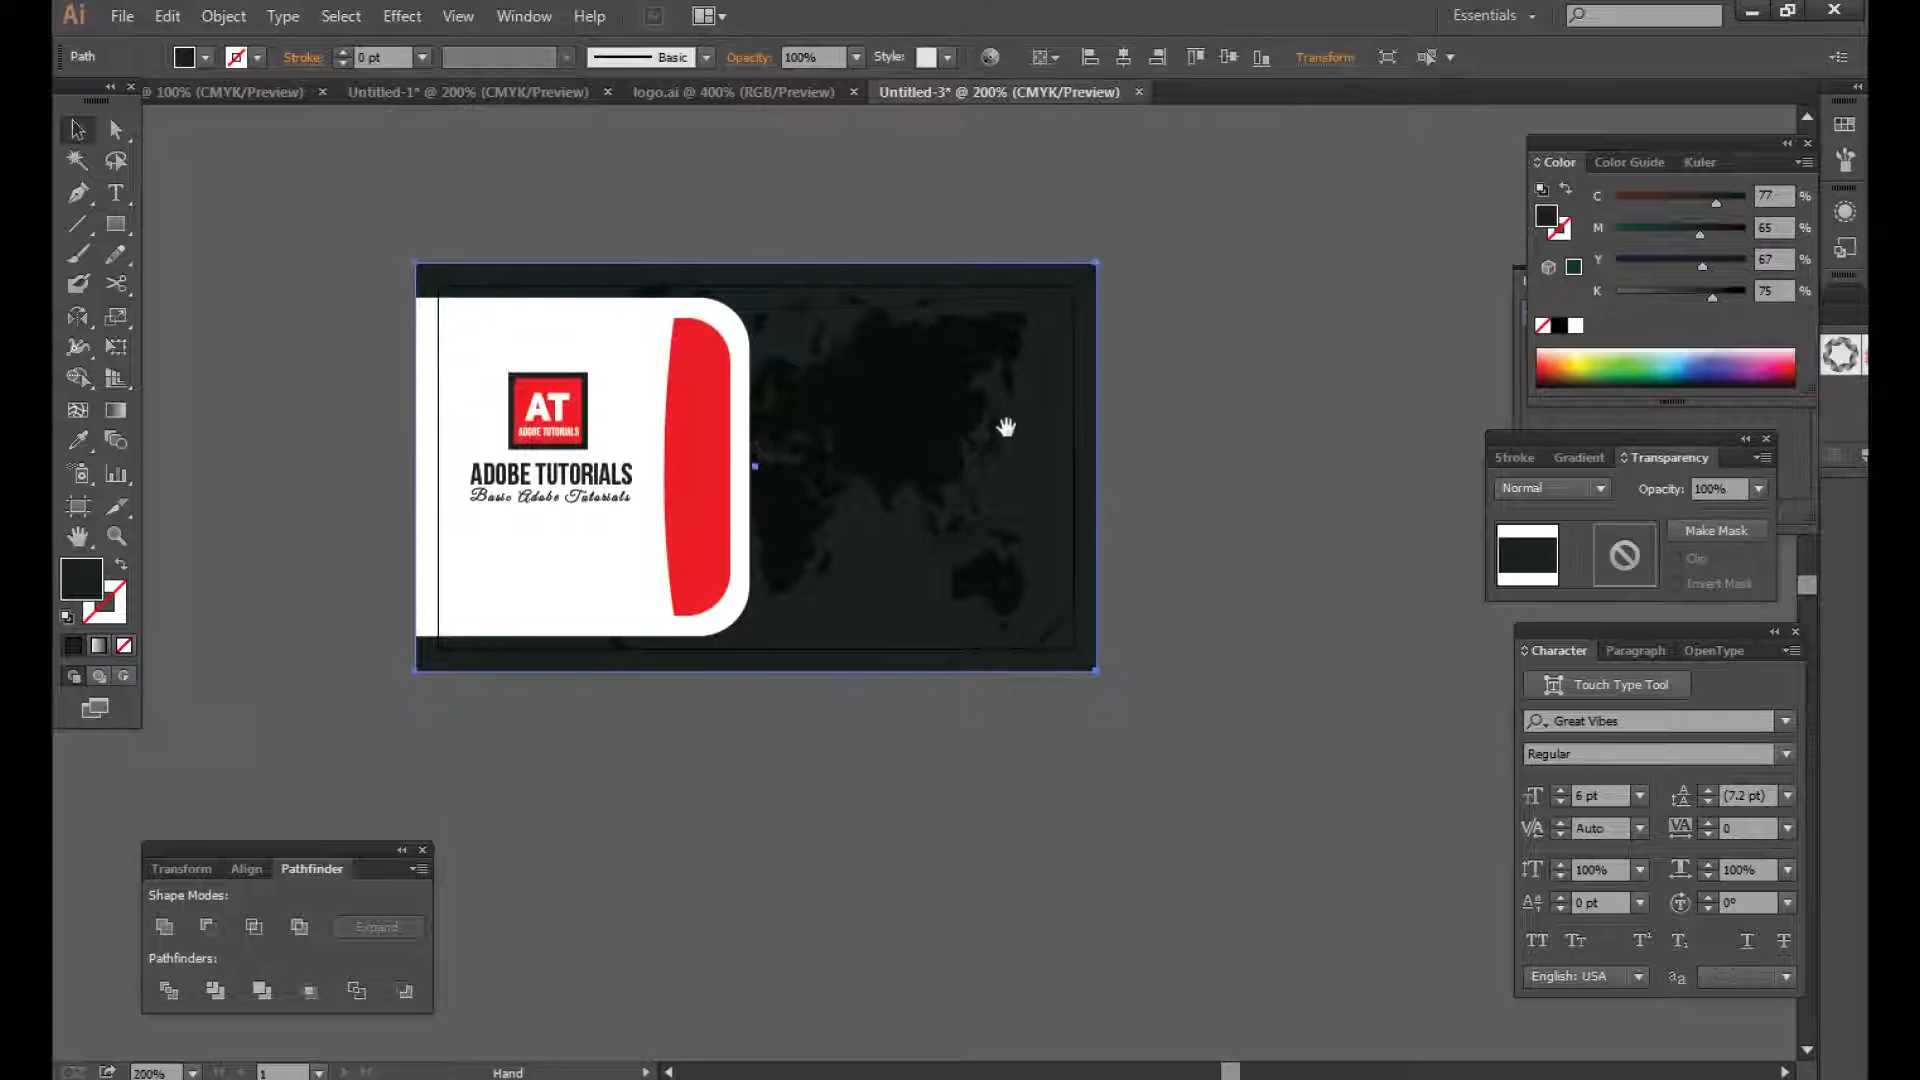 Ai File Edit Object Type Select Effect View Window Help Essentials
Path Stroke: 0 pt Basic Opacity: 100% Style: Transform
@ 100% (CMYK/Preview) × Untitled-1* @ 200% (CMYK/Preview) × logo.ai @ 400% (RGB/Preview) × Untitled-3* @ 200% (CMYK/Preview) ×
Color Color Guide Kuler
C 77 %
M 65 %
Y 67 %
K 75 %
AT
ADOBE TUTORIALS
ADOBE TUTORIALS
Basic Adobe Tutorials
Stroke Gradient Transparency
Normal Opacity: 100%
Make Mask
Clip
Invert Mask
Character Paragraph OpenType
Touch Type Tool
Great Vibes
Regular
6 pt (7.2 pt)
Auto 0
100% 100%
0 pt 0°
English: USA
Transform Align Pathfinder
Shape Modes:
Expand
Pathfinders:
200% 1 Hand